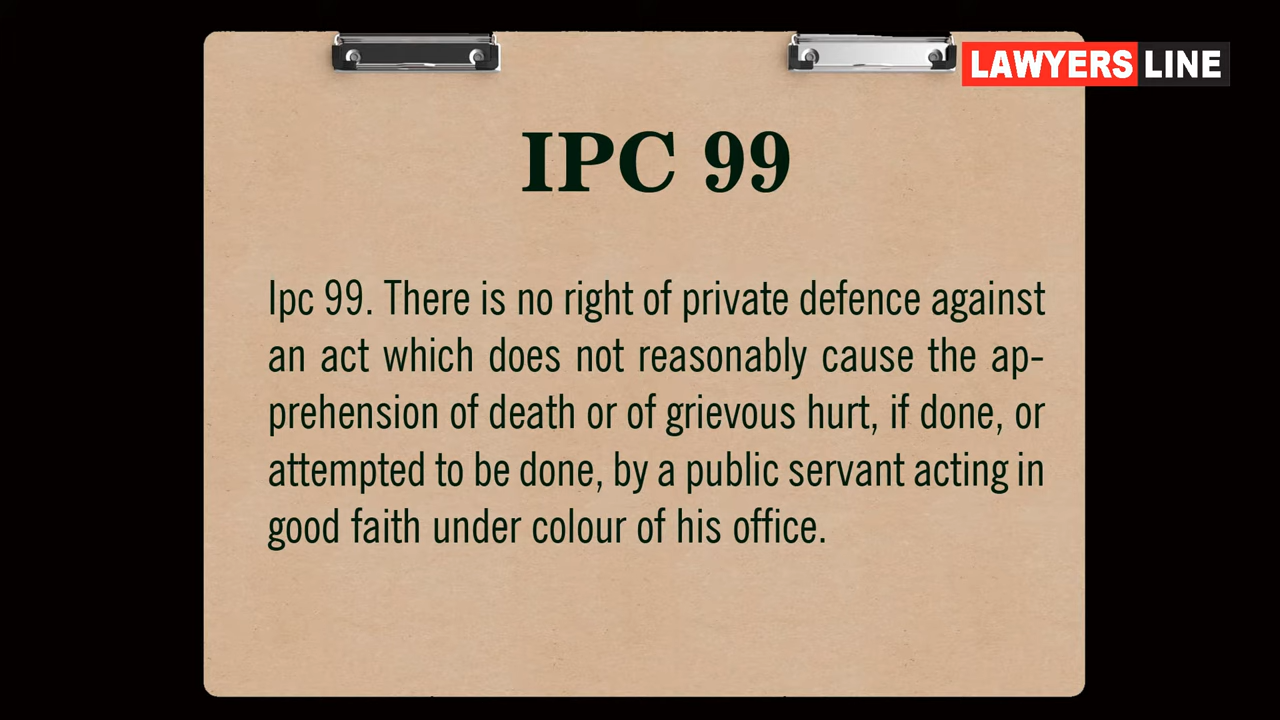 LAWYERS LINE
IPC 99
Ipc 99. There is no right of private defence against
an act which does not reasonably cause the ap-
prehension of death or of grievous hurt, if done, or
attempted to be done, by a public servant acting in
good faith under colour of his office.